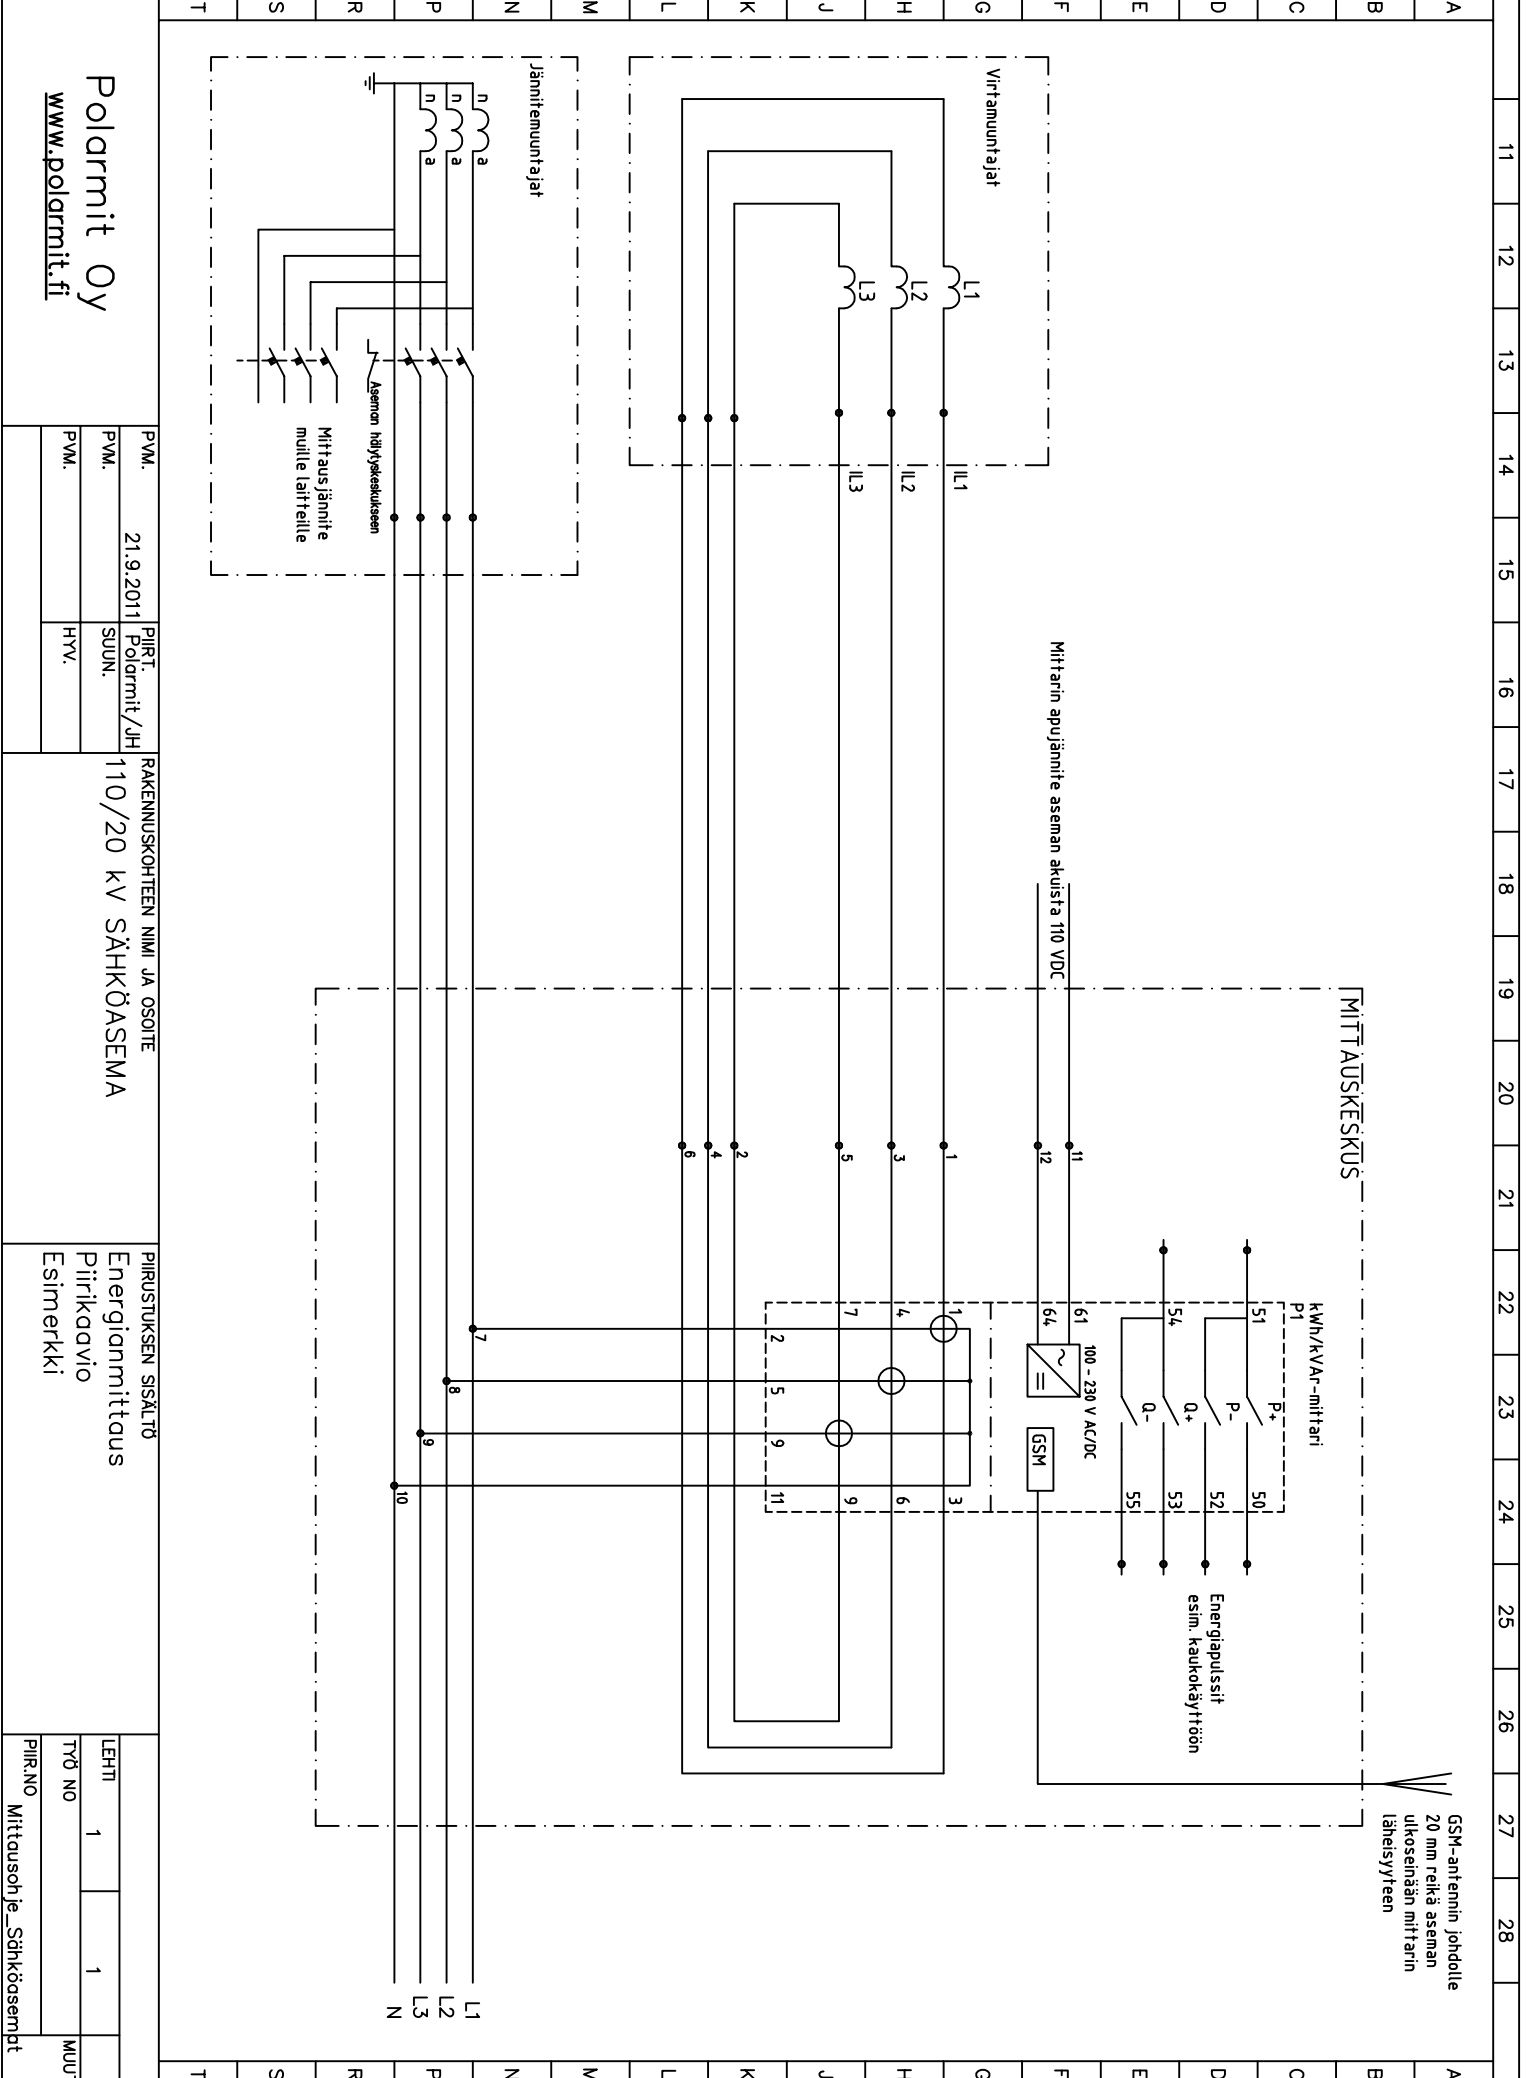 A B C D E F G H J K L M N P R S T
11 12 13 14 15 16 17 18 19 20 21 22 23 24 25 26 27 28
GSM-antennin johdolle
20 mm reikä aseman
ulkoseinään mittarin
läheisyyteen
MITTAUSKESKUS
kWh/kVAr-mittari
P1
51 P+ 50
P- 52
54 Q+ 53
Q- 55
Energiapulssit
esim. kaukokäyttöön
Mittarin apujännite aseman akuista 110 VDC
11
12
61
64
100 - 230 V AC/DC
~
=
GSM
Virtamuuntajat
L1
L2
L3
IL1
IL2
IL3
1
3
5
2
4
6
1 3
4 6
7 9
2 5 9 11
7
8
9
10
Jännitemuuntajat
n a
n a
n a
Aseman hälytyskeskukseen
Mittausjännite
muille laitteille
L1
L2
L3
N
A B C D E F G H J K L M N P R S T
Polarmit Oy
www.polarmit.fi
PVM. 21.9.2011 PIIRT. Polarmit/JH
PVM. SUUN.
PVM. HYV.
RAKENNUSKOHTEEN NIMI JA OSOITE
110/20 kV SÄHKÖASEMA
PIIRUSTUKSEN SISÄLTÖ
Energianmittaus
Piirikaavio
Esimerkki
LEHTI 1 1
TYÖ NO
PIIR.NO Mittausohje_Sähköasemat